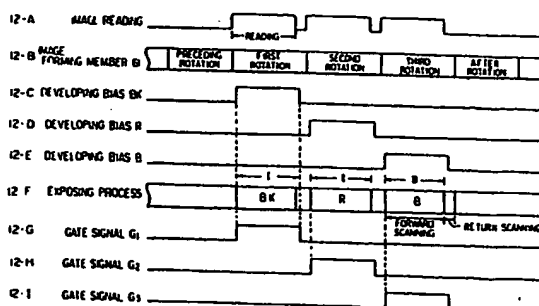 12-A IMAGE READING
READING
12-B IMAGE FORMING MEMBER
PRECEDING ROTATION FIRST ROTATION SECOND ROTATION THIRD ROTATION AFTER ROTATION
12-C DEVELOPING BIAS BK
12-D DEVELOPING BIAS R
12-E DEVELOPING BIAS B
12 F EXPOSING PROCESS
BK R B
FORWARD SCANNING RETURN SCANNING
12-G GATE SIGNAL G1
12-H GATE SIGNAL G2
12-I GATE SIGNAL G3